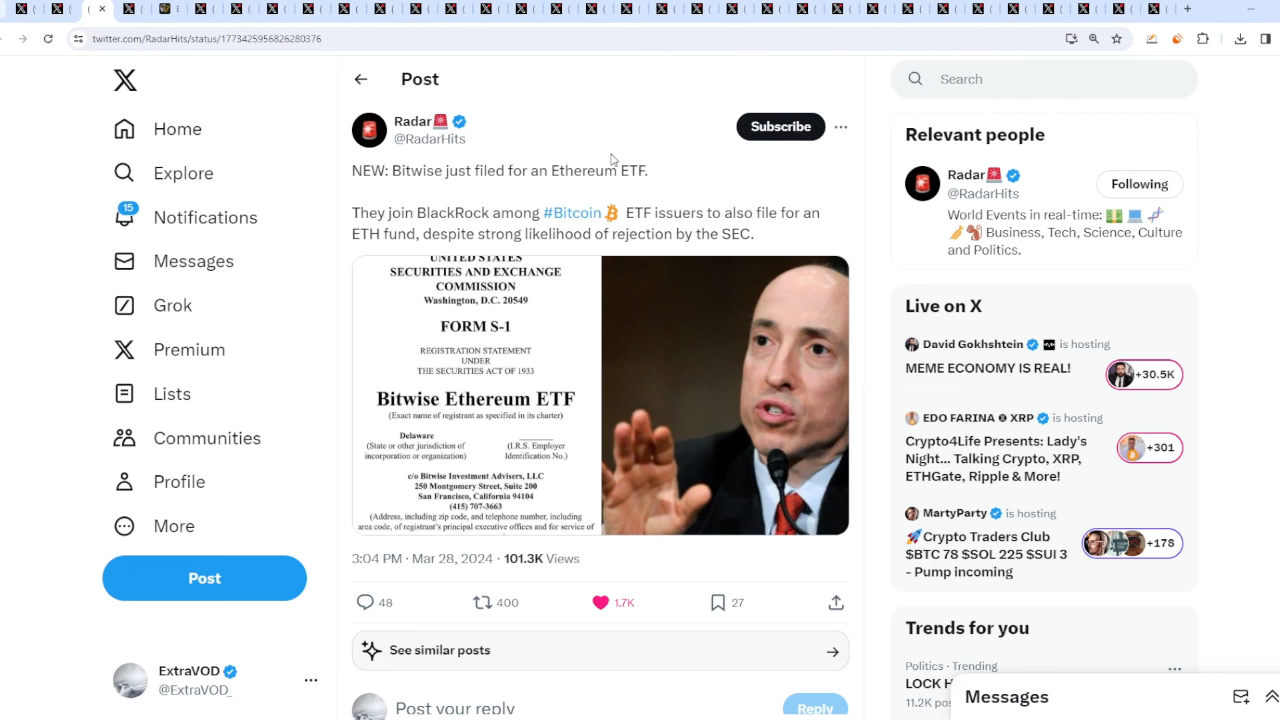 twitter.com/RadarHits/status/1773425956826280376
Post
Search
Home
Explore
15
Notifications
Messages
Grok
Premium
Lists
Communities
Profile
More
Post
ExtraVOD
@ExtraVOD_
Radar🚨
@RadarHits
Subscribe
NEW: Bitwise just filed for an Ethereum ETF.
They join BlackRock among #Bitcoin ETF issuers to also file for an
ETH fund, despite strong likelihood of rejection by the SEC.
UNITED STATES
SECURITIES AND EXCHANGE
COMMISSION
Washington, D.C. 20549
FORM S-1
REGISTRATION STATEMENT
UNDER
THE SECURITIES ACT OF 1933
Bitwise Ethereum ETF
(Exact name of registrant as specified in its charter)
Delaware
(State or other jurisdiction of
incorporation or organization)
(I.R.S. Employer
Identification No.)
c/o Bitwise Investment Advisers, LLC
250 Montgomery Street, Suite 200
San Francisco, California 94104
(415) 707-3663
(Address, including zip code, and telephone number, including
area code, of registrant's principal executive offices and for service of
3:04 PM · Mar 28, 2024 · 101.3K Views
48
400
1.7K
27
See similar posts
Post your reply
Reply
Relevant people
Radar🚨
@RadarHits
Following
World Events in real-time: 💵 💻 🧬
🪈🐿️ Business, Tech, Science, Culture
and Politics.
Live on X
David Gokhshtein is hosting
MEME ECONOMY IS REAL!
+30.5K
EDO FARINA XRP is hosting
Crypto4Life Presents: Lady's
Night... Talking Crypto, XRP,
ETHGate, Ripple & More!
+301
MartyParty is hosting
🚀Crypto Traders Club
$BTC 78 $SOL 225 $SUI 3
- Pump incoming
+178
Trends for you
Politics · Trending
LOCK H
11.2K pos
Messages